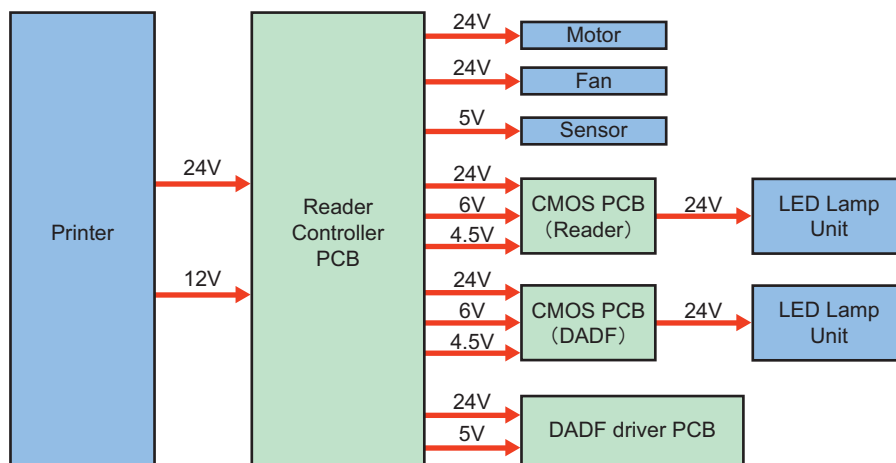 24V
Motor
24V
Fan
5V
Sensor
24V
12V
Printer
Reader
Controller
PCB
24V
6V
4.5V
CMOS PCB
（Reader）
24V
LED Lamp
Unit
24V
6V
4.5V
CMOS PCB
（DADF）
24V
LED Lamp
Unit
24V
5V
DADF driver PCB